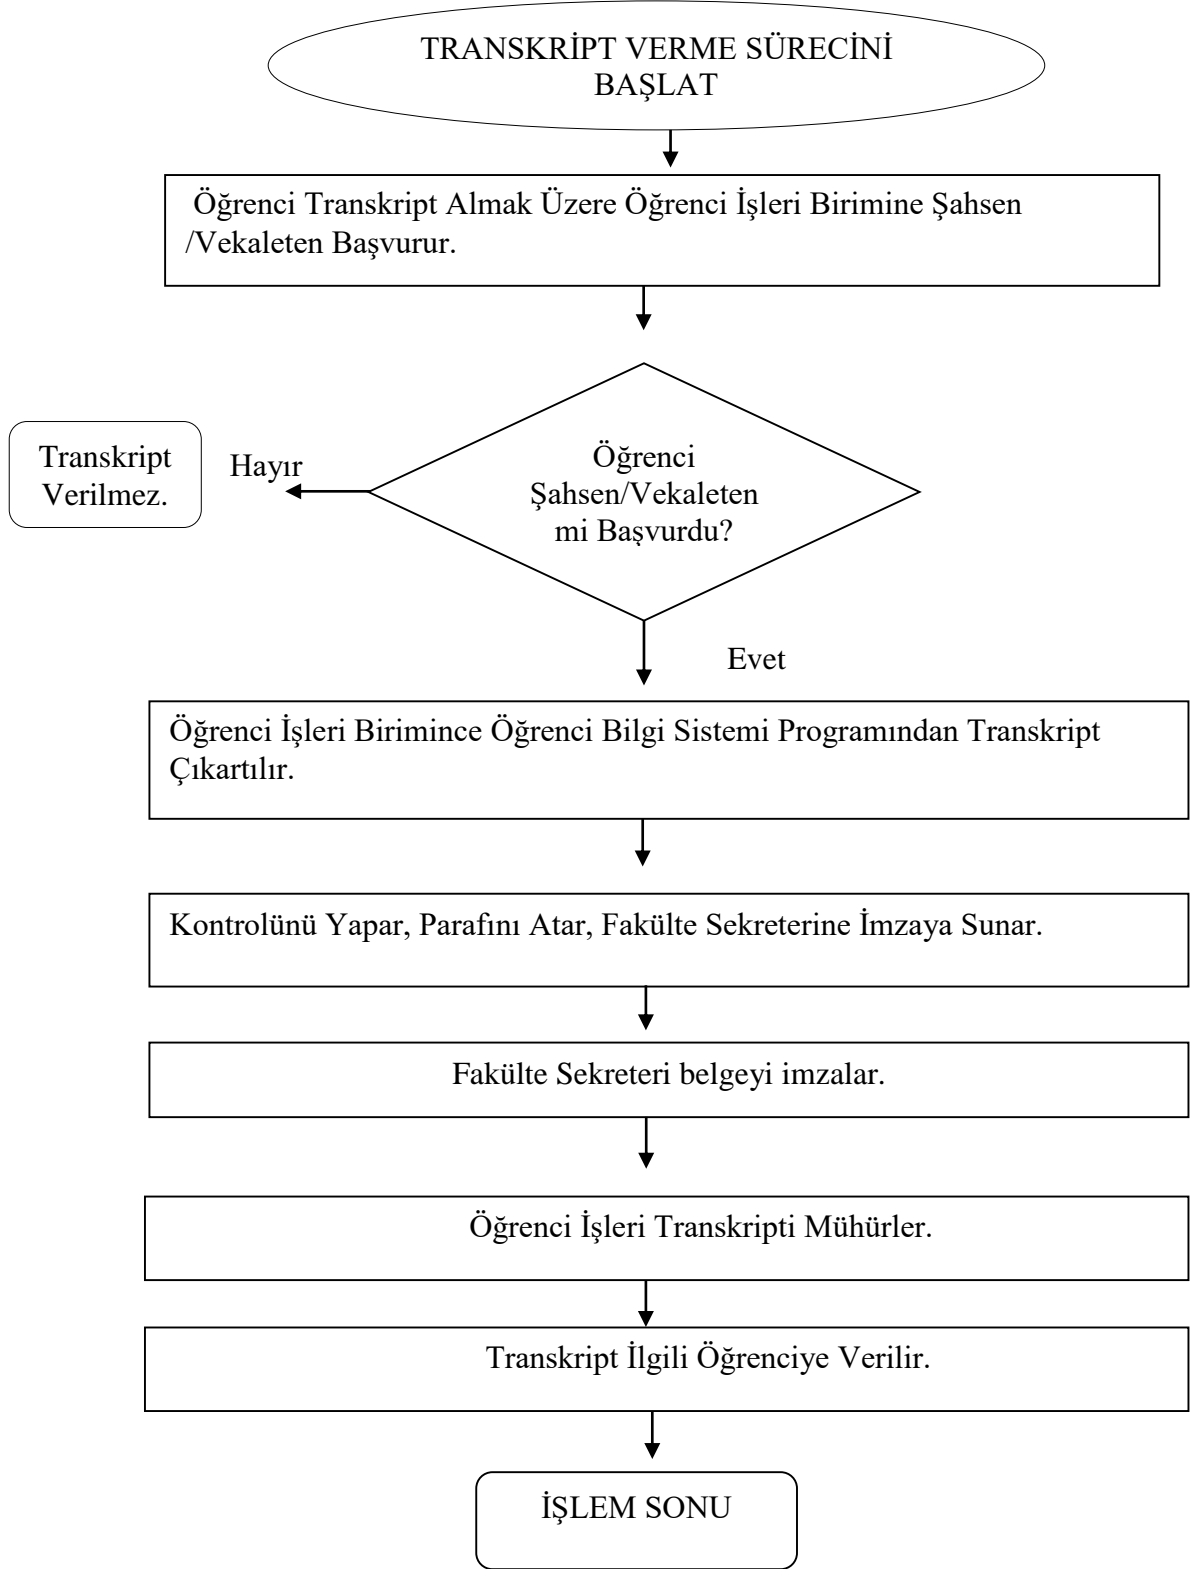 TRANSKRİPT VERME SÜRECİNİ
BAŞLAT
Öğrenci Transkript Almak Üzere Öğrenci İşleri Birimine Şahsen
/Vekaleten Başvurur.
Öğrenci
Şahsen/Vekaleten
mi Başvurdu?
Hayır
Transkript
Verilmez.
Evet
Öğrenci İşleri Birimince Öğrenci Bilgi Sistemi Programından Transkript
Çıkartılır.
Kontrolünü Yapar, Parafını Atar, Fakülte Sekreterine İmzaya Sunar.
Fakülte Sekreteri belgeyi imzalar.
Öğrenci İşleri Transkripti Mühürler.
Transkript İlgili Öğrenciye Verilir.
İŞLEM SONU